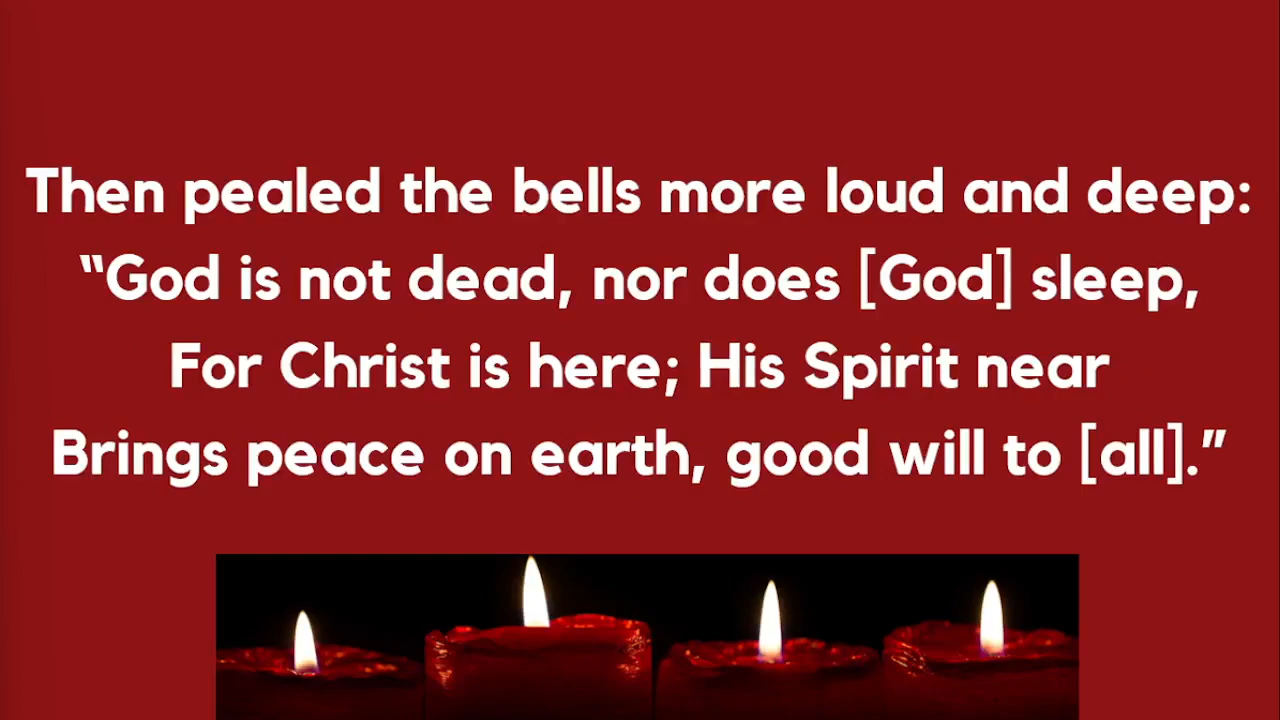 Then pealed the bells more loud and deep:
“God is not dead, nor does [God] sleep,
For Christ is here; His Spirit near
Brings peace on earth, good will to [all].”